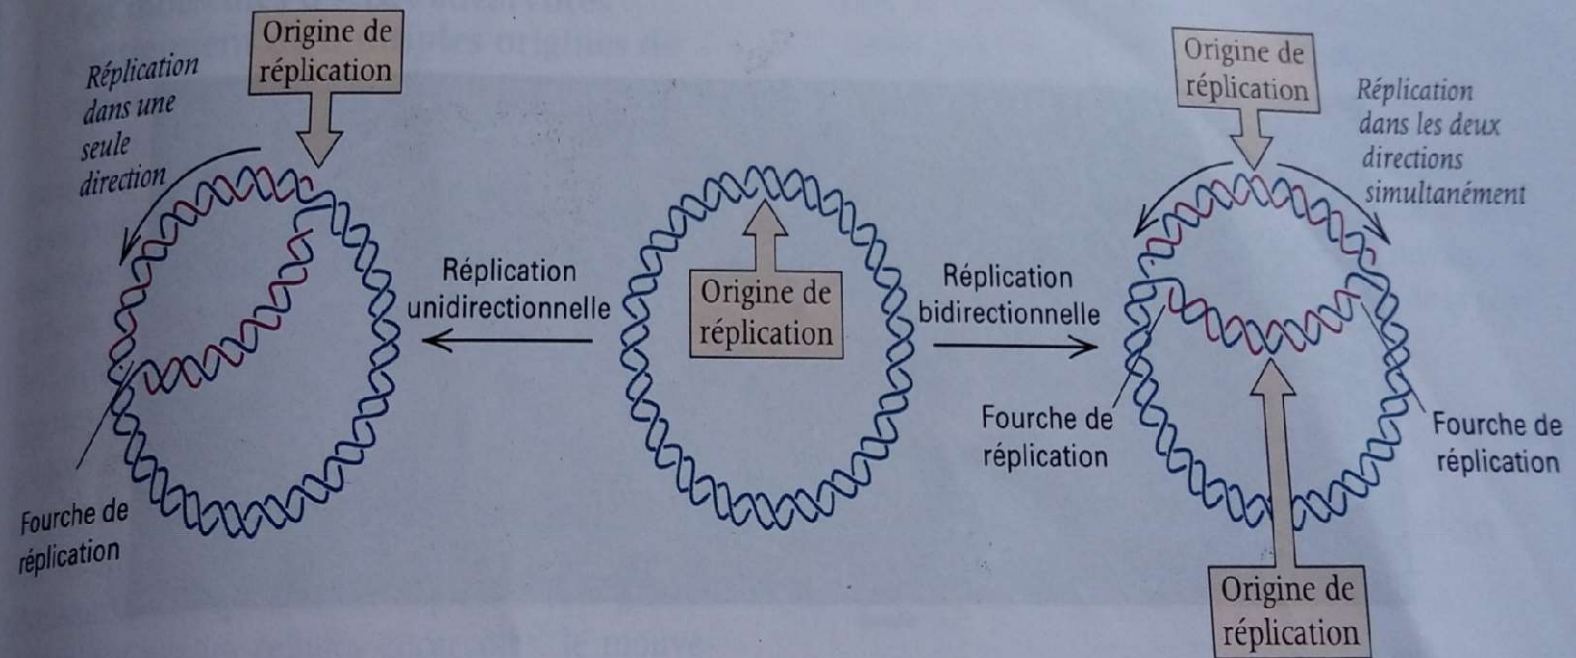 Origine de
réplication
Réplication
dans une
seule
direction
Réplication
unidirectionnelle
Fourche de
réplication
Origine de
réplication
Réplication
bidirectionnelle
Origine de
réplication
Réplication
dans les deux
directions
simultanément
Fourche de
réplication
Fourche de
réplication
Origine de
réplication